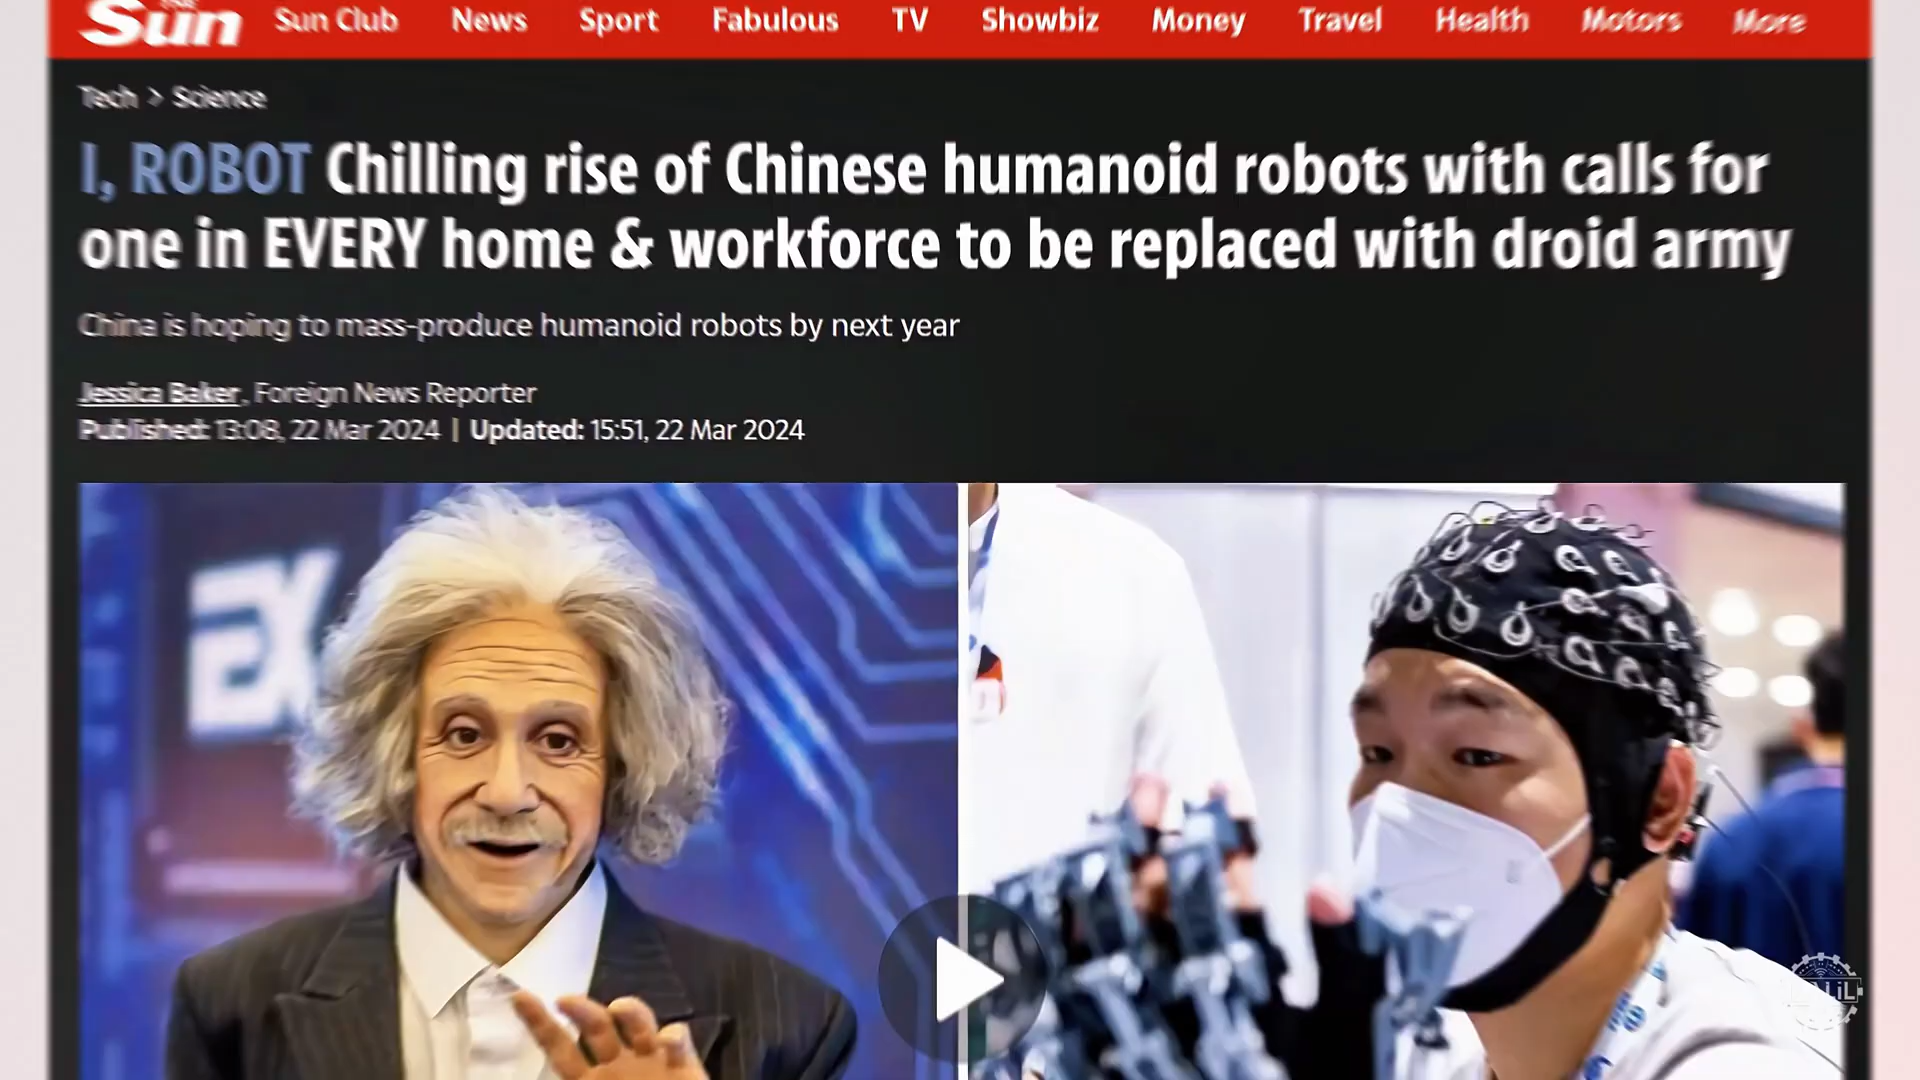 THE
Sun Sun Club News Sport Fabulous TV Showbiz Money Travel Health Motors More
Tech > Science
I, ROBOT Chilling rise of Chinese humanoid robots with calls for
one in EVERY home & workforce to be replaced with droid army
China is hoping to mass-produce humanoid robots by next year
Jessica Baker, Foreign News Reporter
Published: 13:08, 22 Mar 2024 | Updated: 15:51, 22 Mar 2024
EX